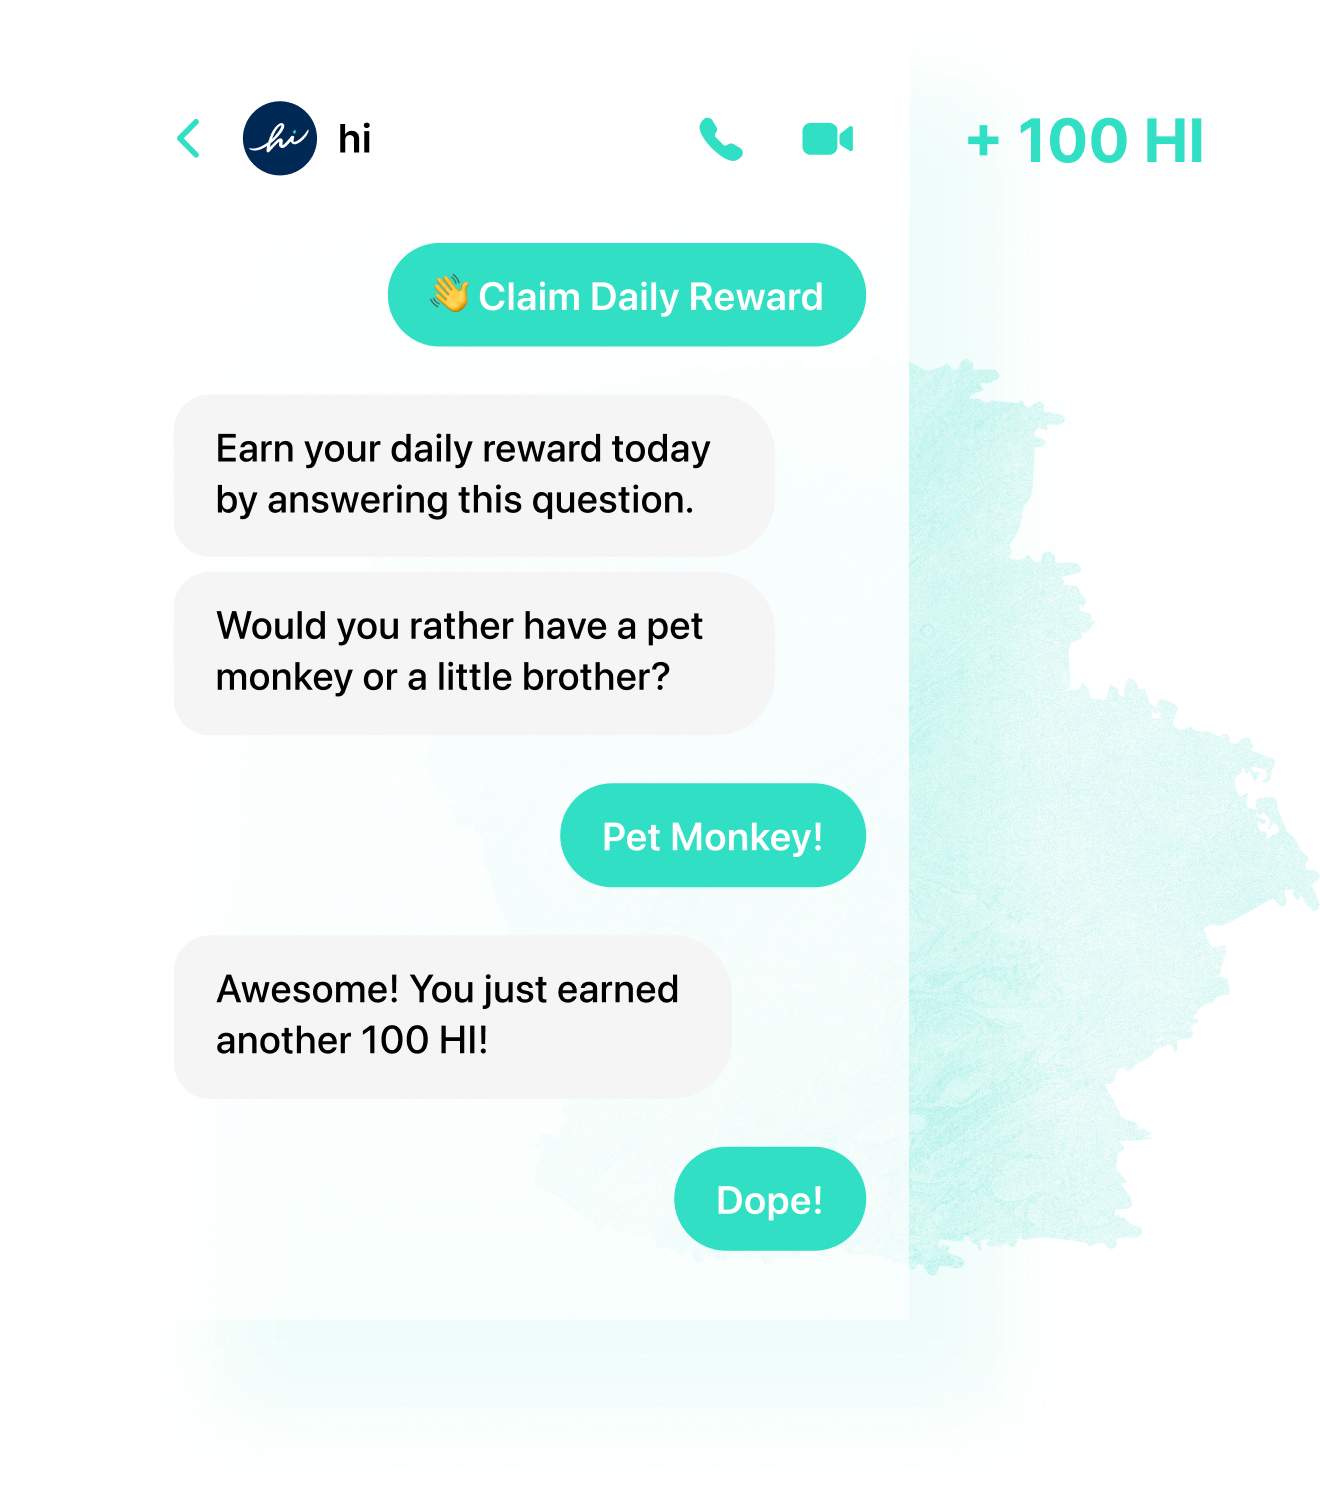 hi
hi
+ 100 HI
👋 Claim Daily Reward
Earn your daily reward today
by answering this question.
Would you rather have a pet
monkey or a little brother?
Pet Monkey!
Awesome! You just earned
another 100 HI!
Dope!